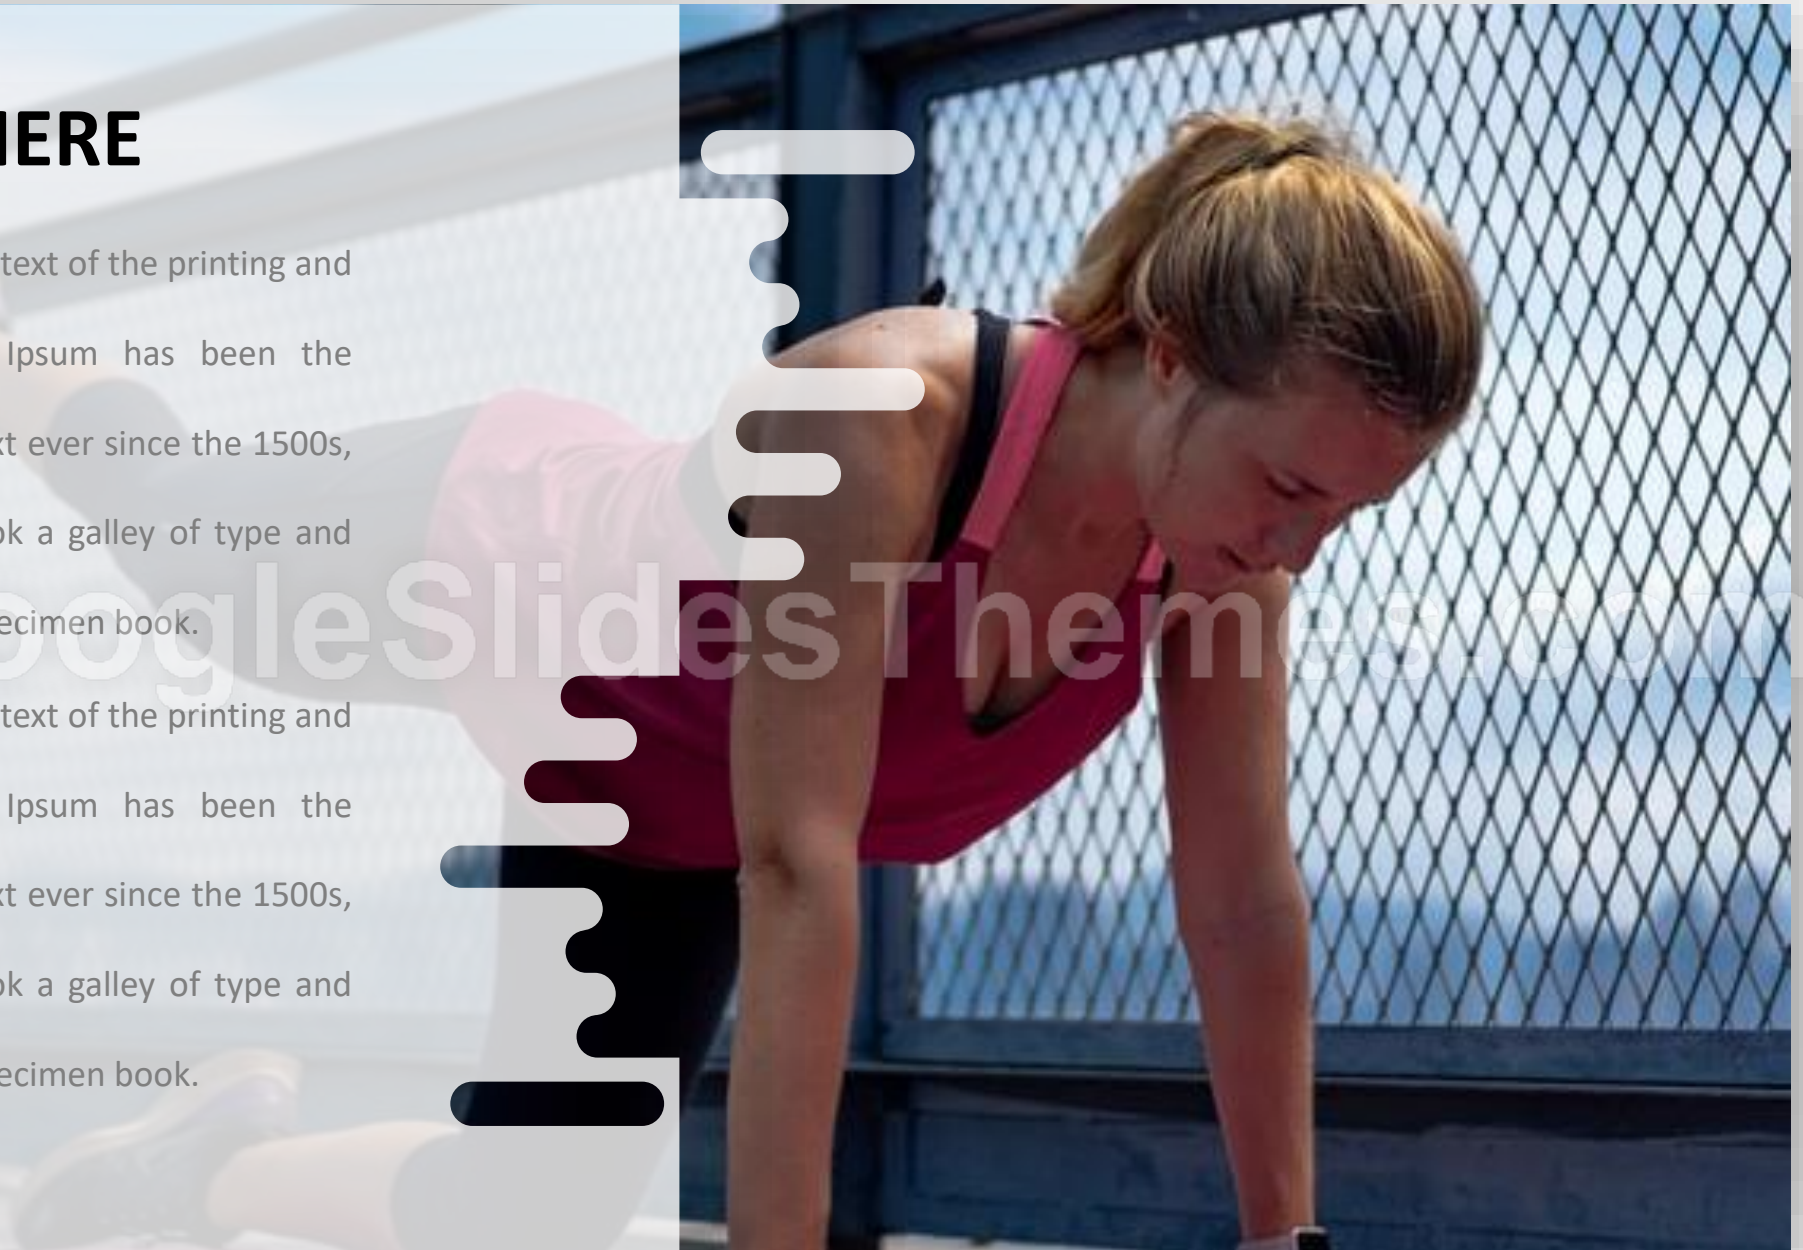 HERE
text of the printing and
Ipsum has been the
ever since the 1500s,
a galley of type and
book.
oogleSlidesThemes.com
text of the printing and
Ipsum has been the
ever since the 1500s,
a galley of type and
book.